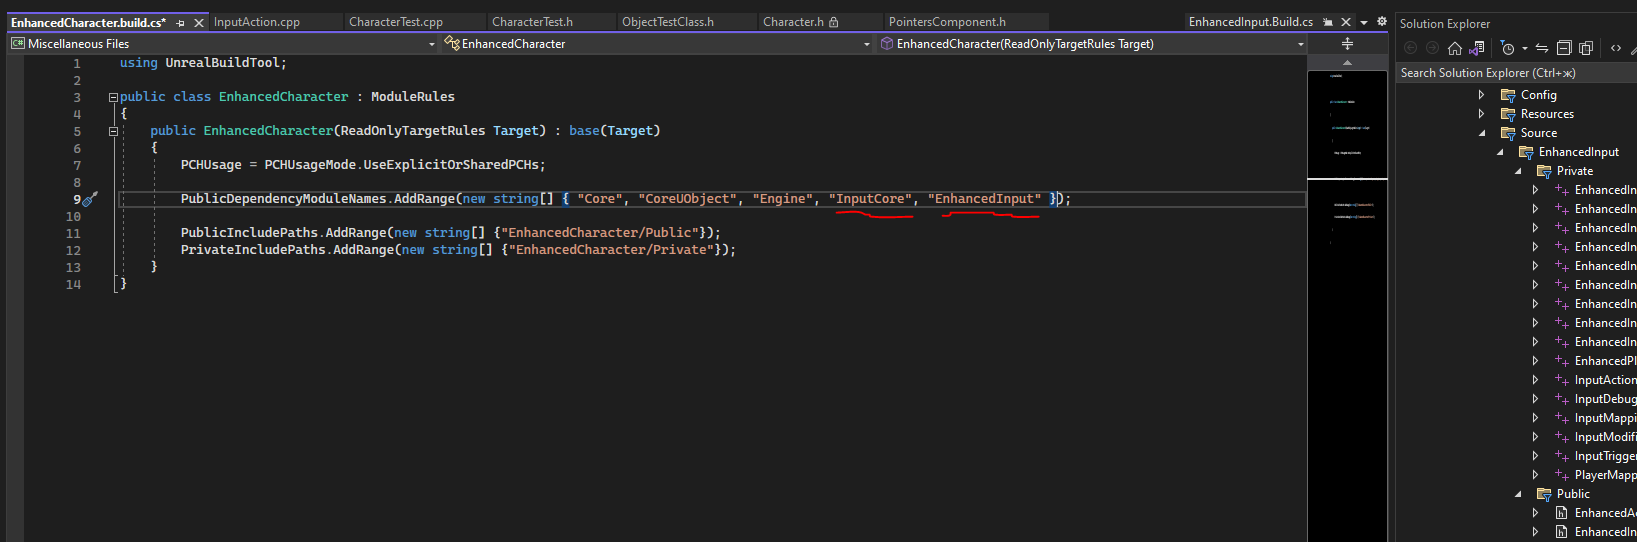 EnhancedCharacter.build.cs* InputAction.cpp CharacterTest.cpp CharacterTest.h ObjectTestClass.h Character.h PointersComponent.h EnhancedInput.Build.cs
C# Miscellaneous Files EnhancedCharacter EnhancedCharacter(ReadOnlyTargetRules Target)
1 using UnrealBuildTool;
2
3 public class EnhancedCharacter : ModuleRules
4 {
5 public EnhancedCharacter(ReadOnlyTargetRules Target) : base(Target)
6 {
7 PCHUsage = PCHUsageMode.UseExplicitOrSharedPCHs;
8
9 PublicDependencyModuleNames.AddRange(new string[] { "Core", "CoreUObject", "Engine", "InputCore", "EnhancedInput" });
10
11 PublicIncludePaths.AddRange(new string[] {"EnhancedCharacter/Public"});
12 PrivateIncludePaths.AddRange(new string[] {"EnhancedCharacter/Private"});
13 }
14 }
Solution Explorer
Search Solution Explorer (Ctrl+ж)
Config
Resources
Source
EnhancedInput
Private
EnhancedIn
EnhancedIn
EnhancedIn
EnhancedIn
EnhancedIn
EnhancedIn
EnhancedIn
EnhancedIn
EnhancedIn
EnhancedPl
InputAction
InputDebug
InputMappi
InputModifi
InputTrigger
PlayerMapp
Public
EnhancedAc
EnhancedIn